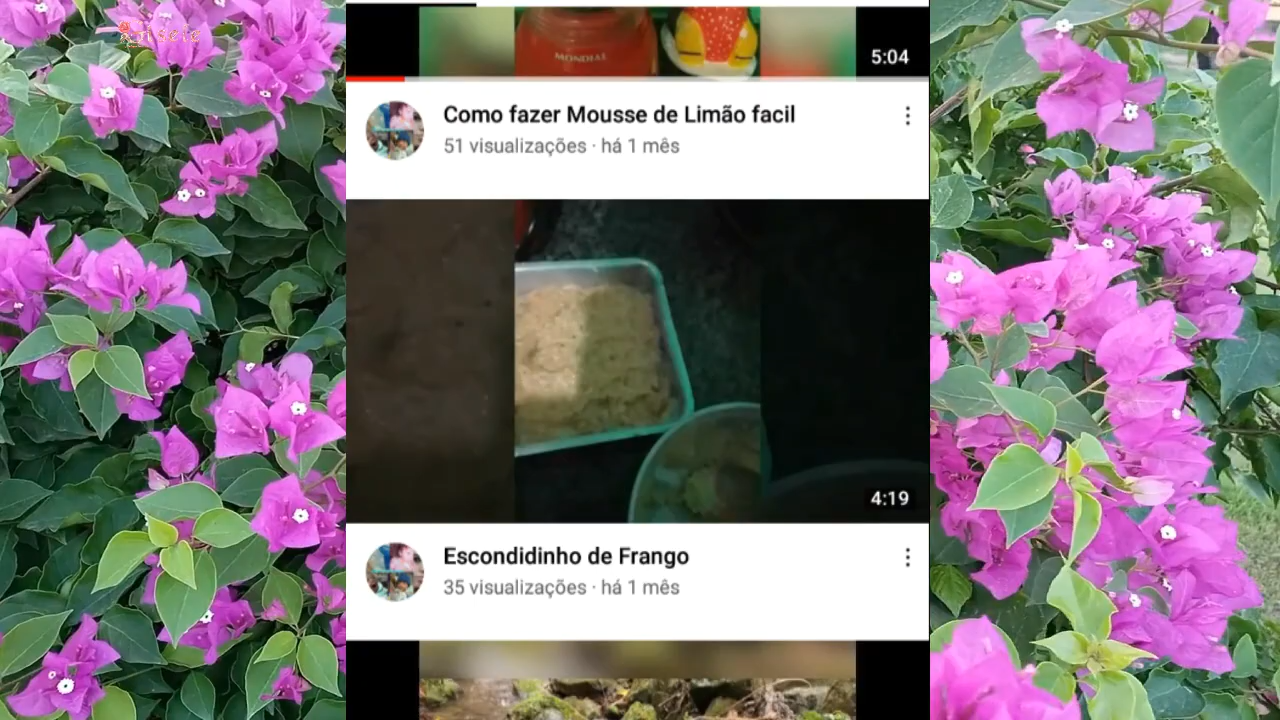 MONDIAL
5:04
Como fazer Mousse de Limão facil
51 visualizações · há 1 mês
4:19
Escondidinho de Frango
35 visualizações · há 1 mês